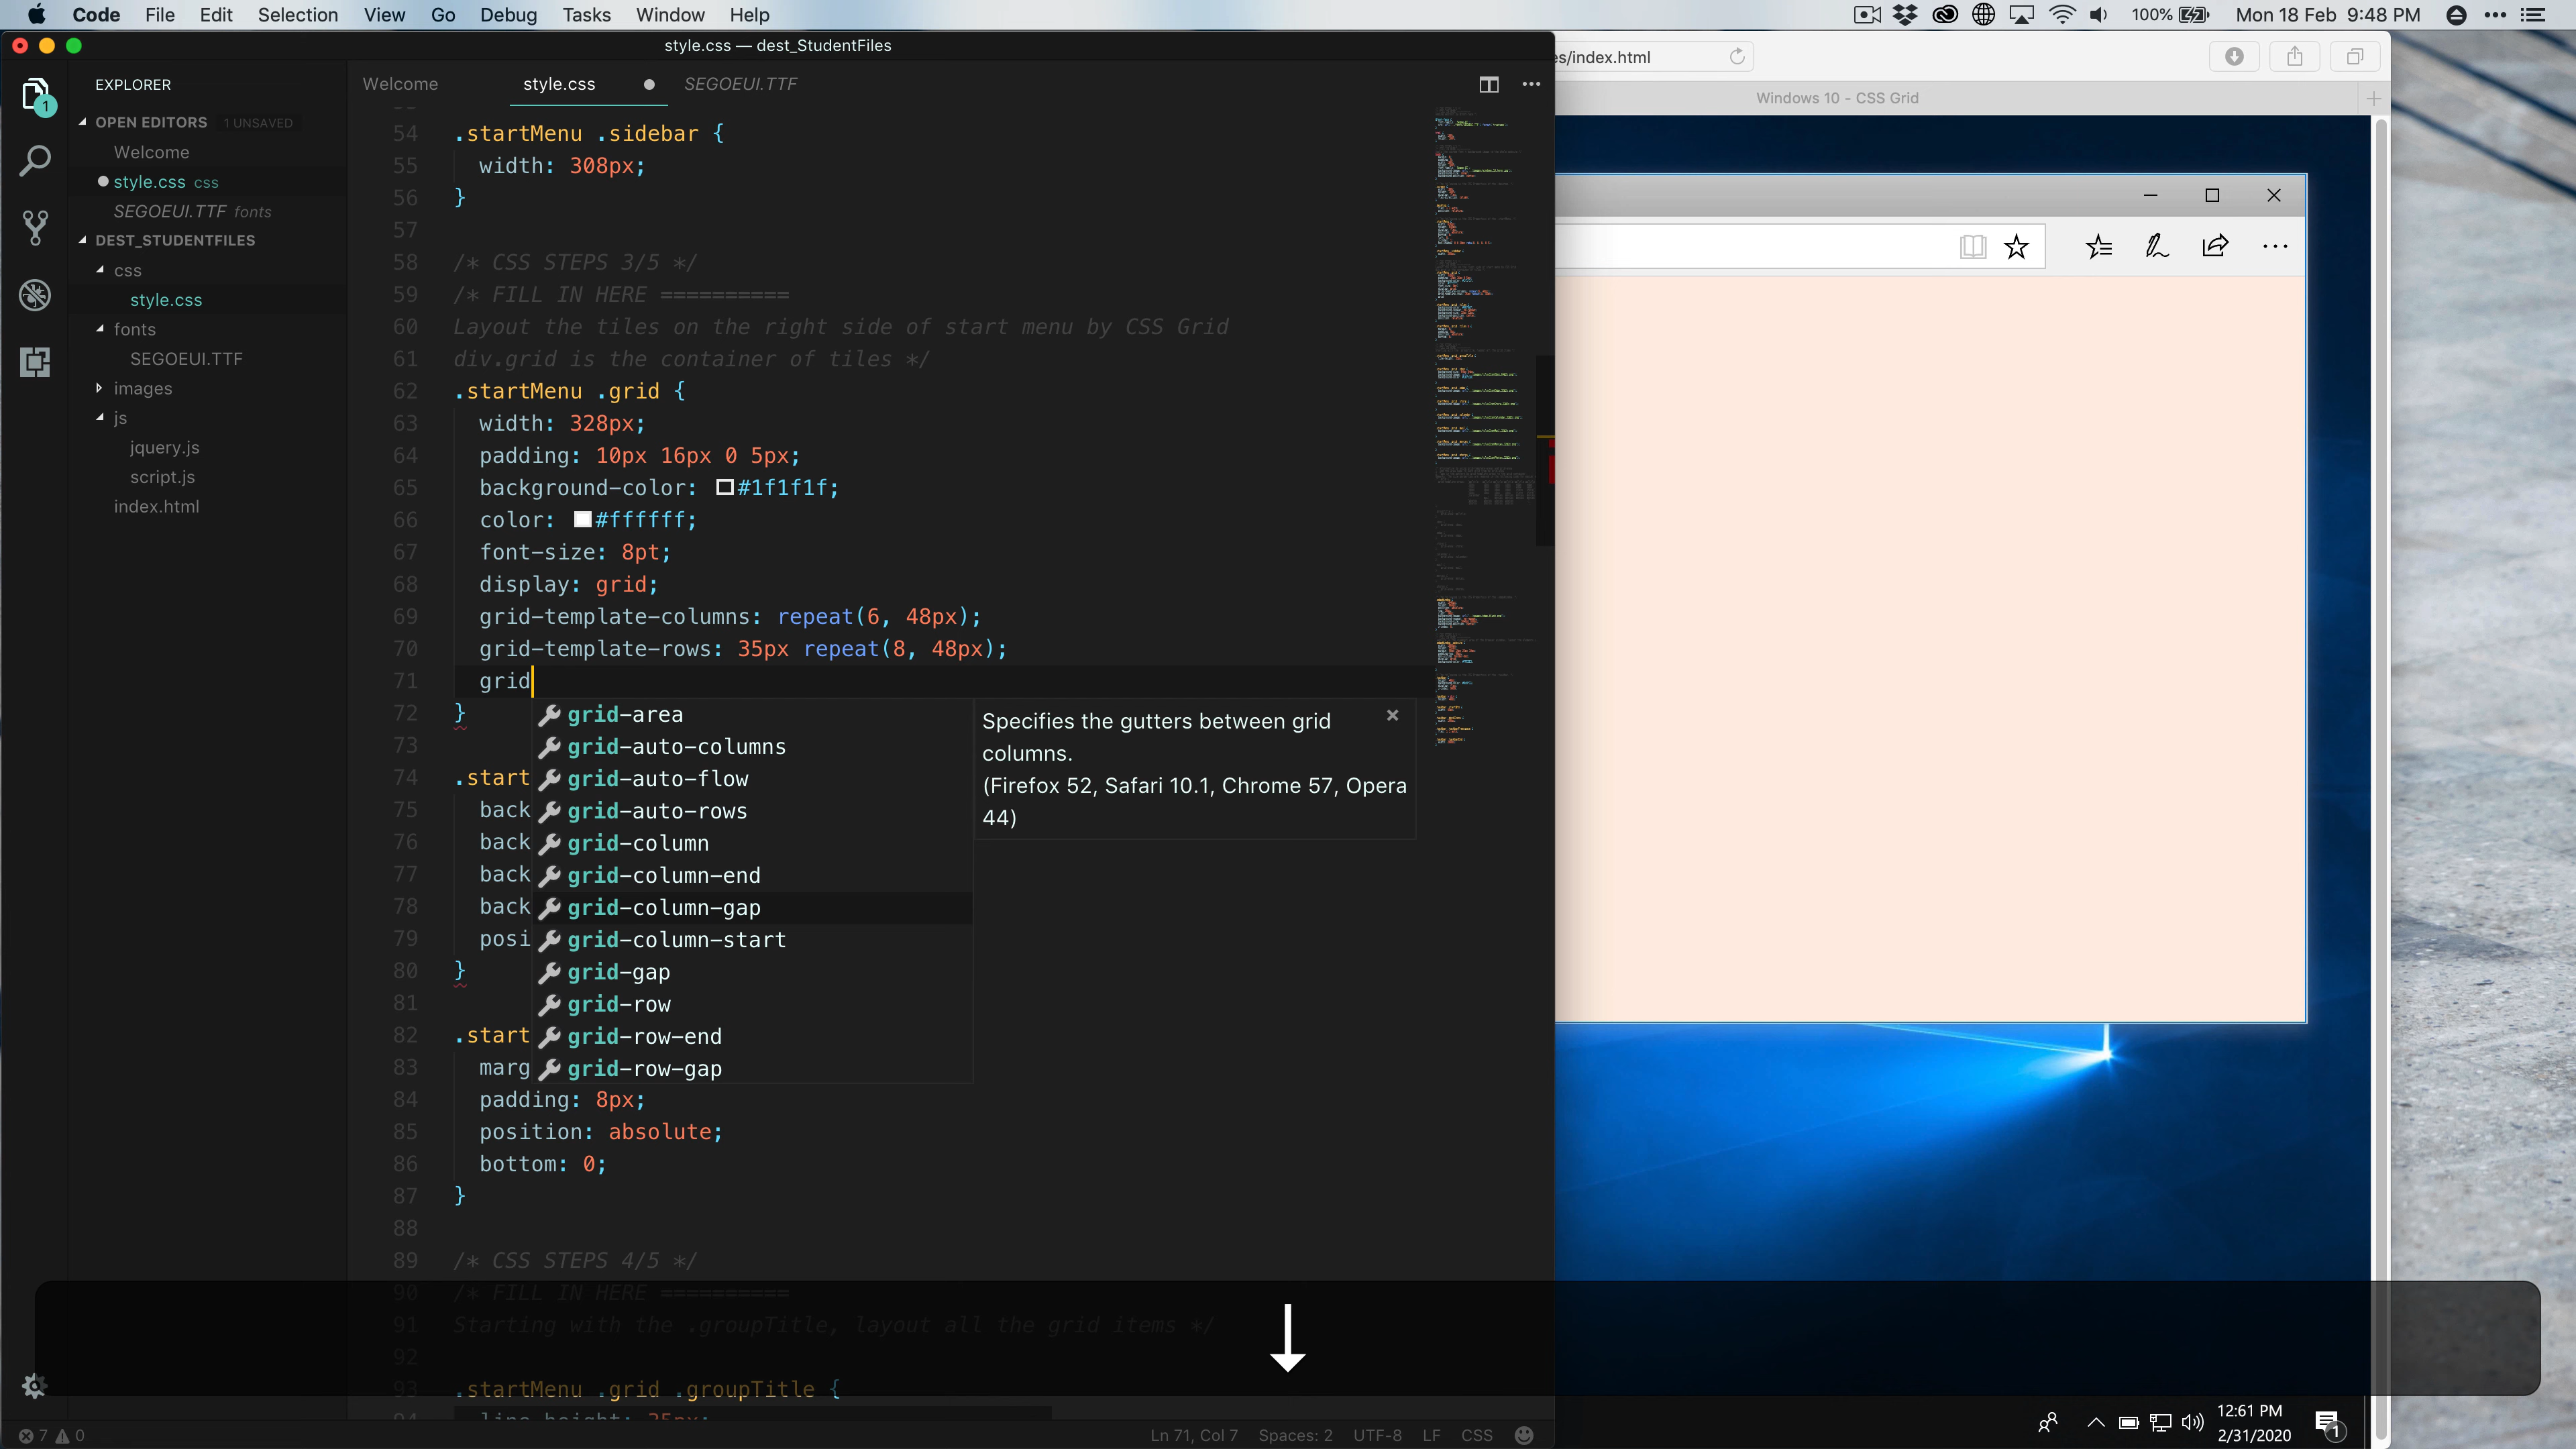 Code File Edit Selection View Go Debug Tasks Window Help 100% Mon 18 Feb 9:48 PM
style.css — dest_StudentFiles
es/index.html
EXPLORER
Welcome style.css SEGOEUI.TTF
Windows 10 - CSS Grid
OPEN EDITORS 1 UNSAVED
Welcome
style.css css
SEGOEUI.TTF fonts
DEST_STUDENTFILES
css
style.css
fonts
SEGOEUI.TTF
images
js
jquery.js
script.js
index.html
1
54 .startMenu .sidebar {
55 width: 308px;
56 }
57
58 /* CSS STEPS 3/5 */
59 /* FILL IN HERE ==========
60 Layout the tiles on the right side of start menu by CSS Grid
61 div.grid is the container of tiles */
62 .startMenu .grid {
63 width: 328px;
64 padding: 10px 16px 0 5px;
65 background-color: #1f1f1f;
66 color: #ffffff;
67 font-size: 8pt;
68 display: grid;
69 grid-template-columns: repeat(6, 48px);
70 grid-template-rows: 35px repeat(8, 48px);
71 grid
72 }
73
74 .start
75 back
76 back
77 back
78 back
79 posi
80 }
81
82 .start
83 marg
84 padding: 8px;
85 position: absolute;
86 bottom: 0;
87 }
88
89 /* CSS STEPS 4/5 */
90 /* FILL IN HERE ==========
91 Starting with the .groupTitle, layout all the grid items */
92
93 .startMenu .grid .groupTitle {
grid-area
grid-auto-columns
grid-auto-flow
grid-auto-rows
grid-column
grid-column-end
grid-column-gap
grid-column-start
grid-gap
grid-row
grid-row-end
grid-row-gap
Specifies the gutters between grid
columns.
(Firefox 52, Safari 10.1, Chrome 57, Opera
44)
7 0 Ln 71, Col 7 Spaces: 2 UTF-8 LF CSS
12:61 PM
2/31/2020
1